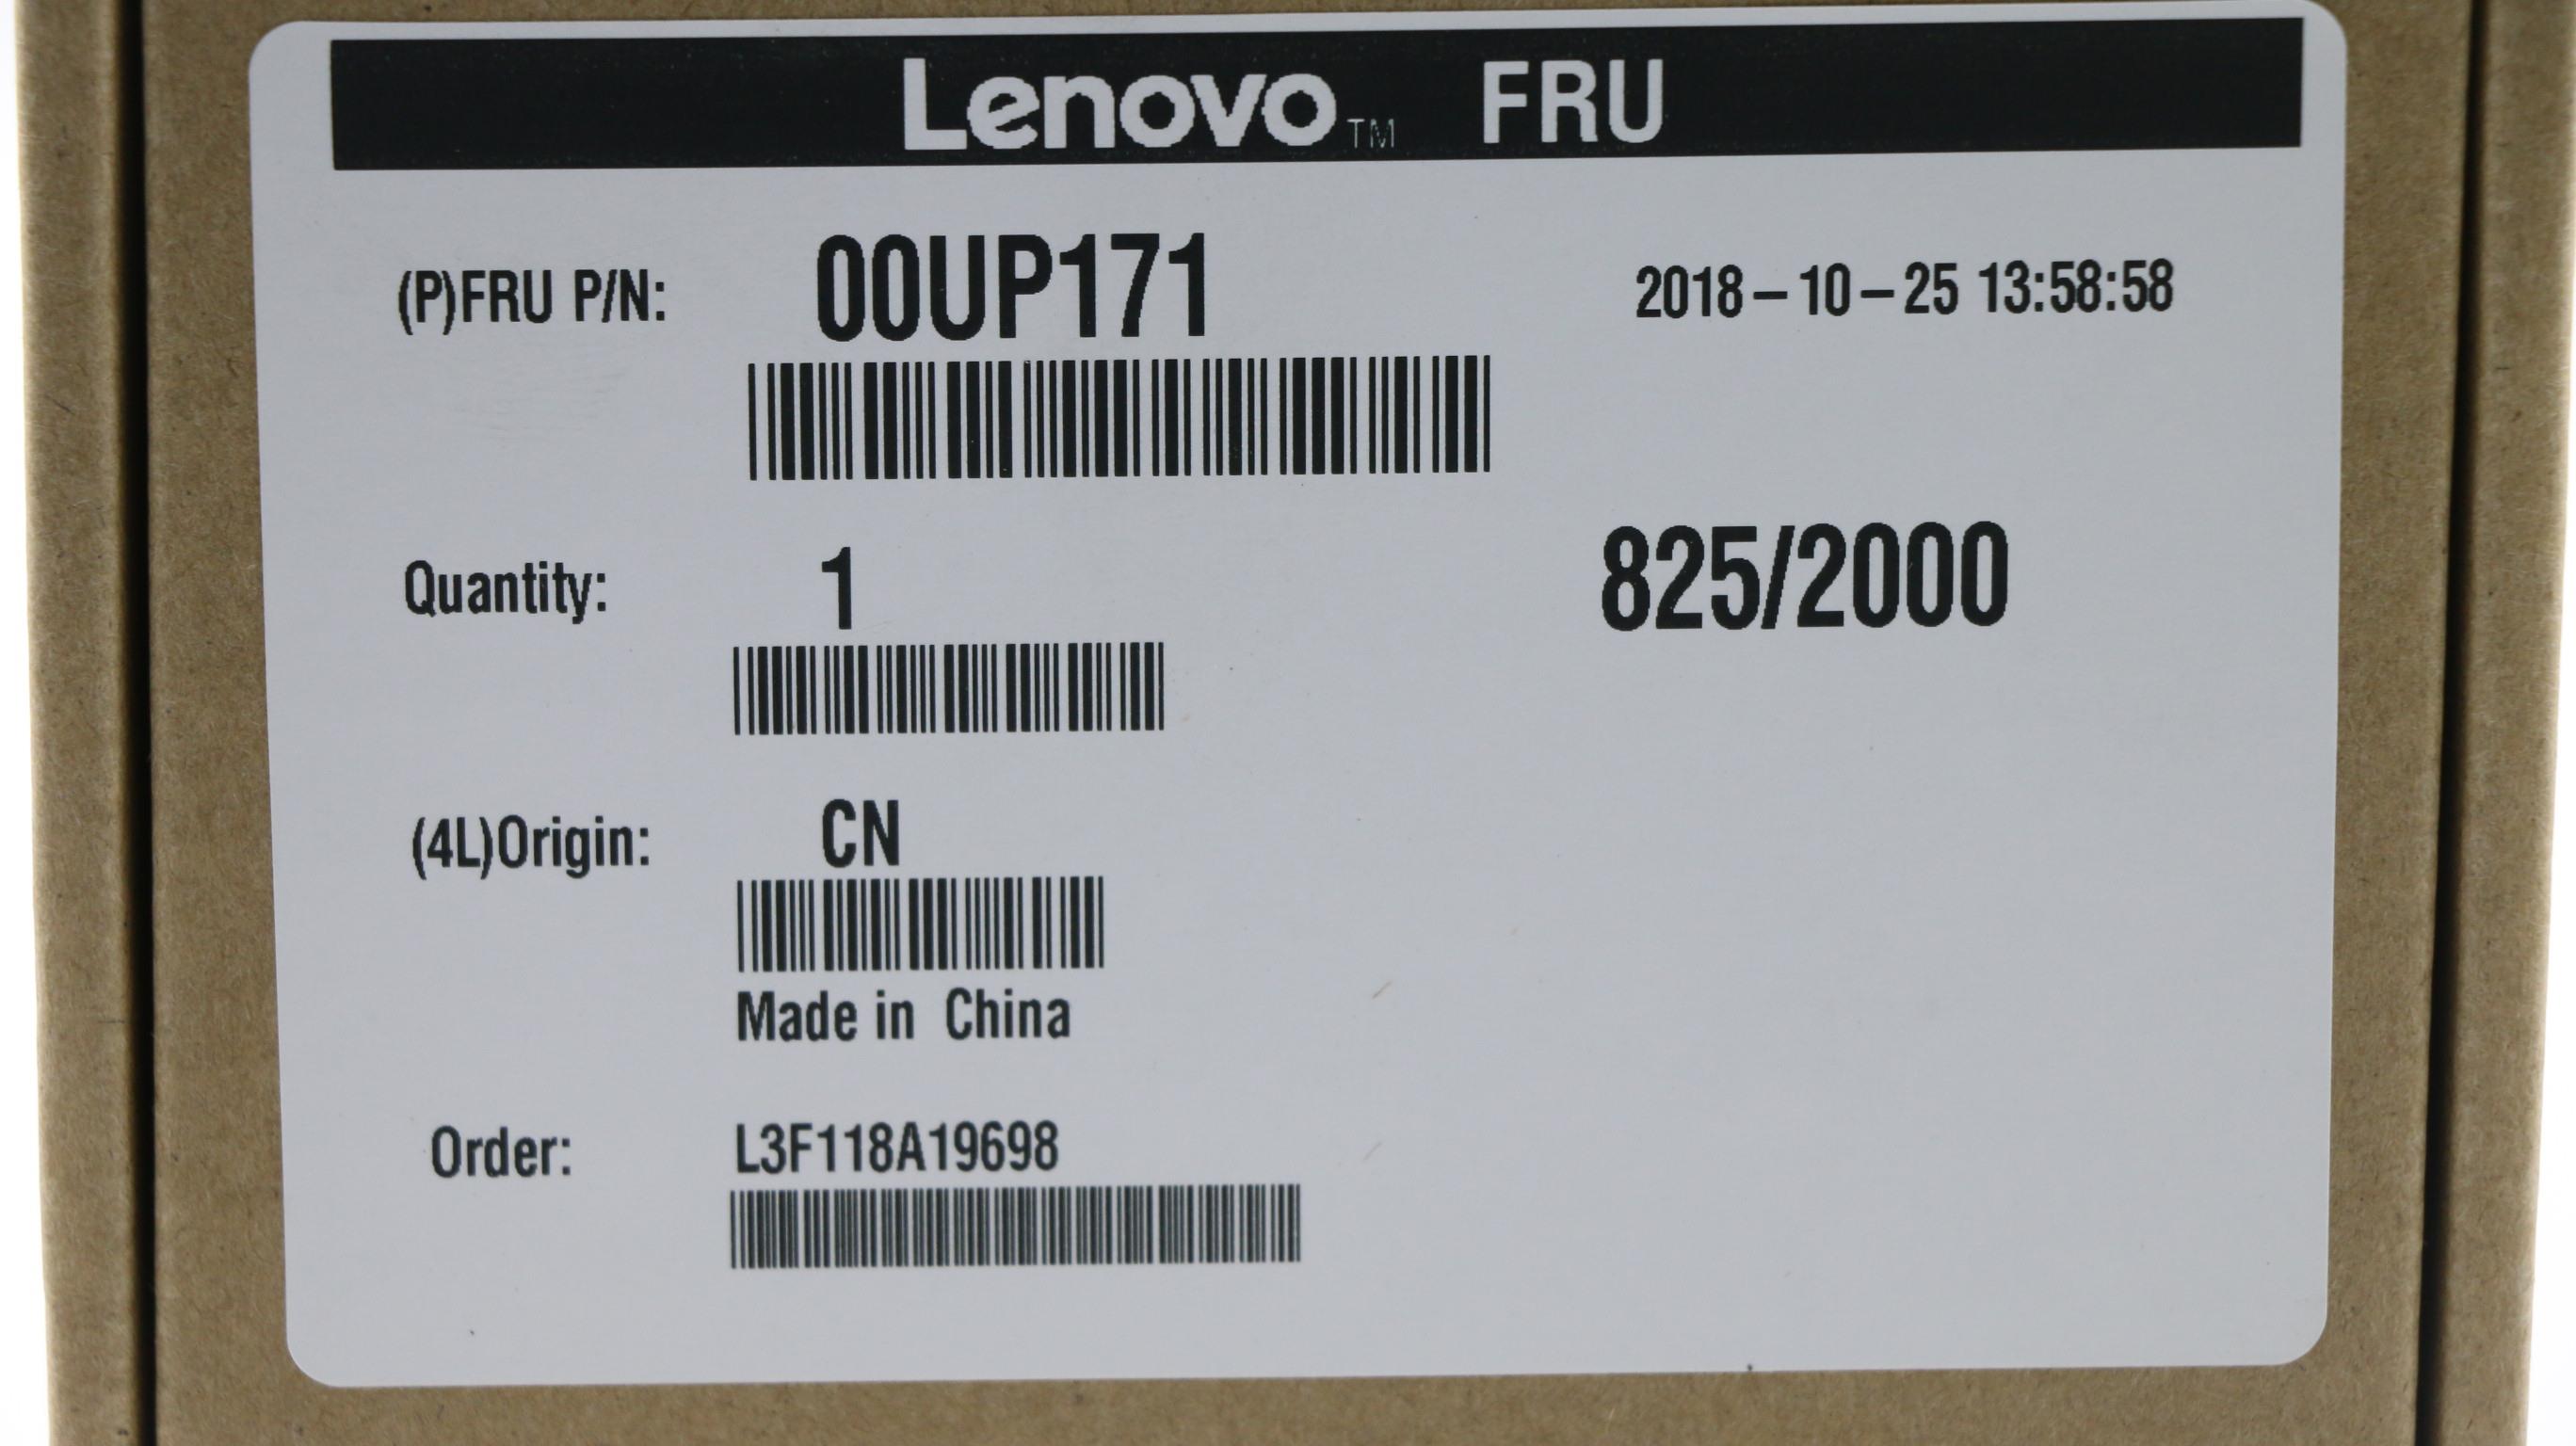 Lenovo™ FRU
(P)FRU P/N: 00UP171 2018-10-25 13:58:58
Quantity: 1 825/2000
(4L)Origin: CN
Made in China
Order: L3F118A19698